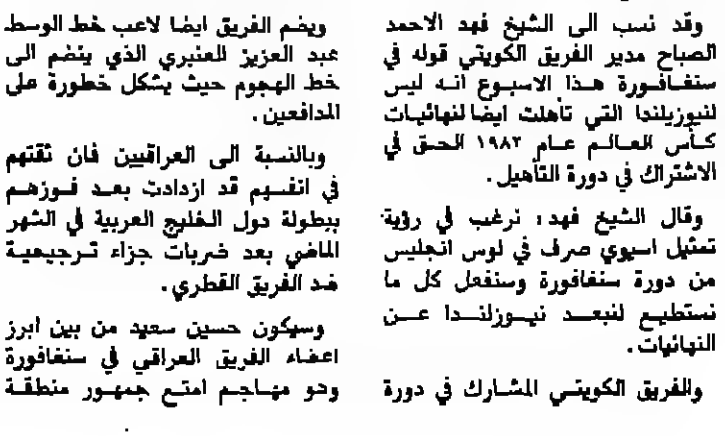 وقد نسب الى الشيخ فهد الاحمد
الصباح مدير الفريق الكويتي قوله في
سنغافورة هذا الاسبوع انه ليس
لنيوزيلندا التي تأهلت ايضا لنهائيات
كأس العالم عام ١٩٨٢ الحق في
الاشتراك في دورة التأهيل.
وقال الشيخ فهد: نرغب في رؤية
تمثيل اسيوي صرف في لوس انجليس
من دورة سنغافورة وسنفعل كل ما
نستطيع لنبعد نيوزلندا عن
النهائيات.
والفريق الكويتي المشارك في دورة
ويضم الفريق ايضا لاعب خط الوسط
عبد العزيز العنبري الذي ينضم الى
خط الهجوم حيث يشكل خطورة على
المدافعين.
وبالنسبة الى العراقيين فان ثقتهم
في انفسهم قد ازدادت بعد فوزهم
ببطولة دول الخليج العربية في الشهر
الماضي بعد ضربات جزاء ترجيحية
ضد الفريق القطري.
وسيكون حسين سعيد من بين ابرز
اعضاء الفريق العراقي في سنغافورة
وهو مهاجم امتع جمهور منطقة